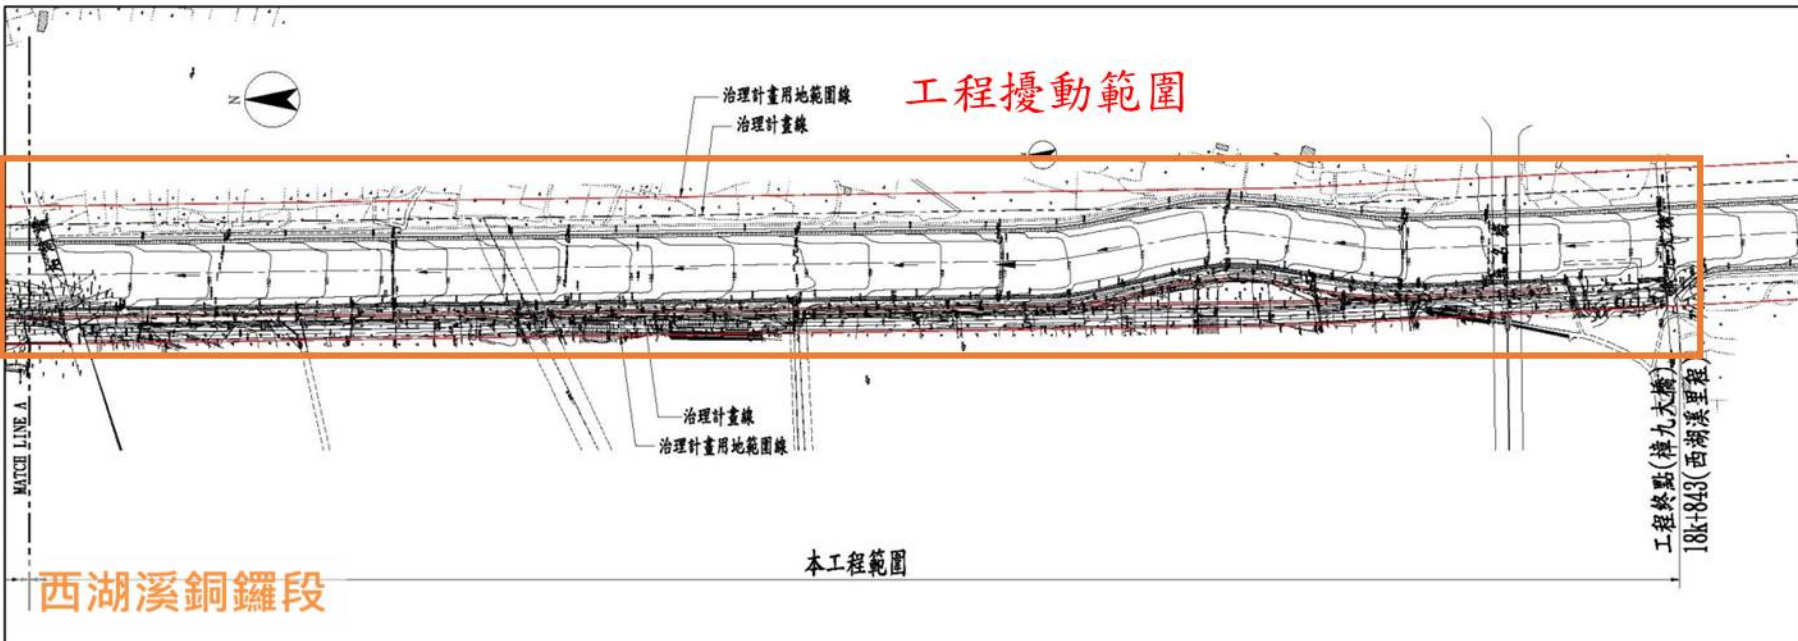 工程擾動範圍
治理計畫用地範圍線
治理計畫線
N
治理計畫線
治理計畫用地範圍線
MATCH LINE A
工程終點(樟九大橋)
18k+843(西湖溪里程)
本工程範圍
西湖溪銅鑼段